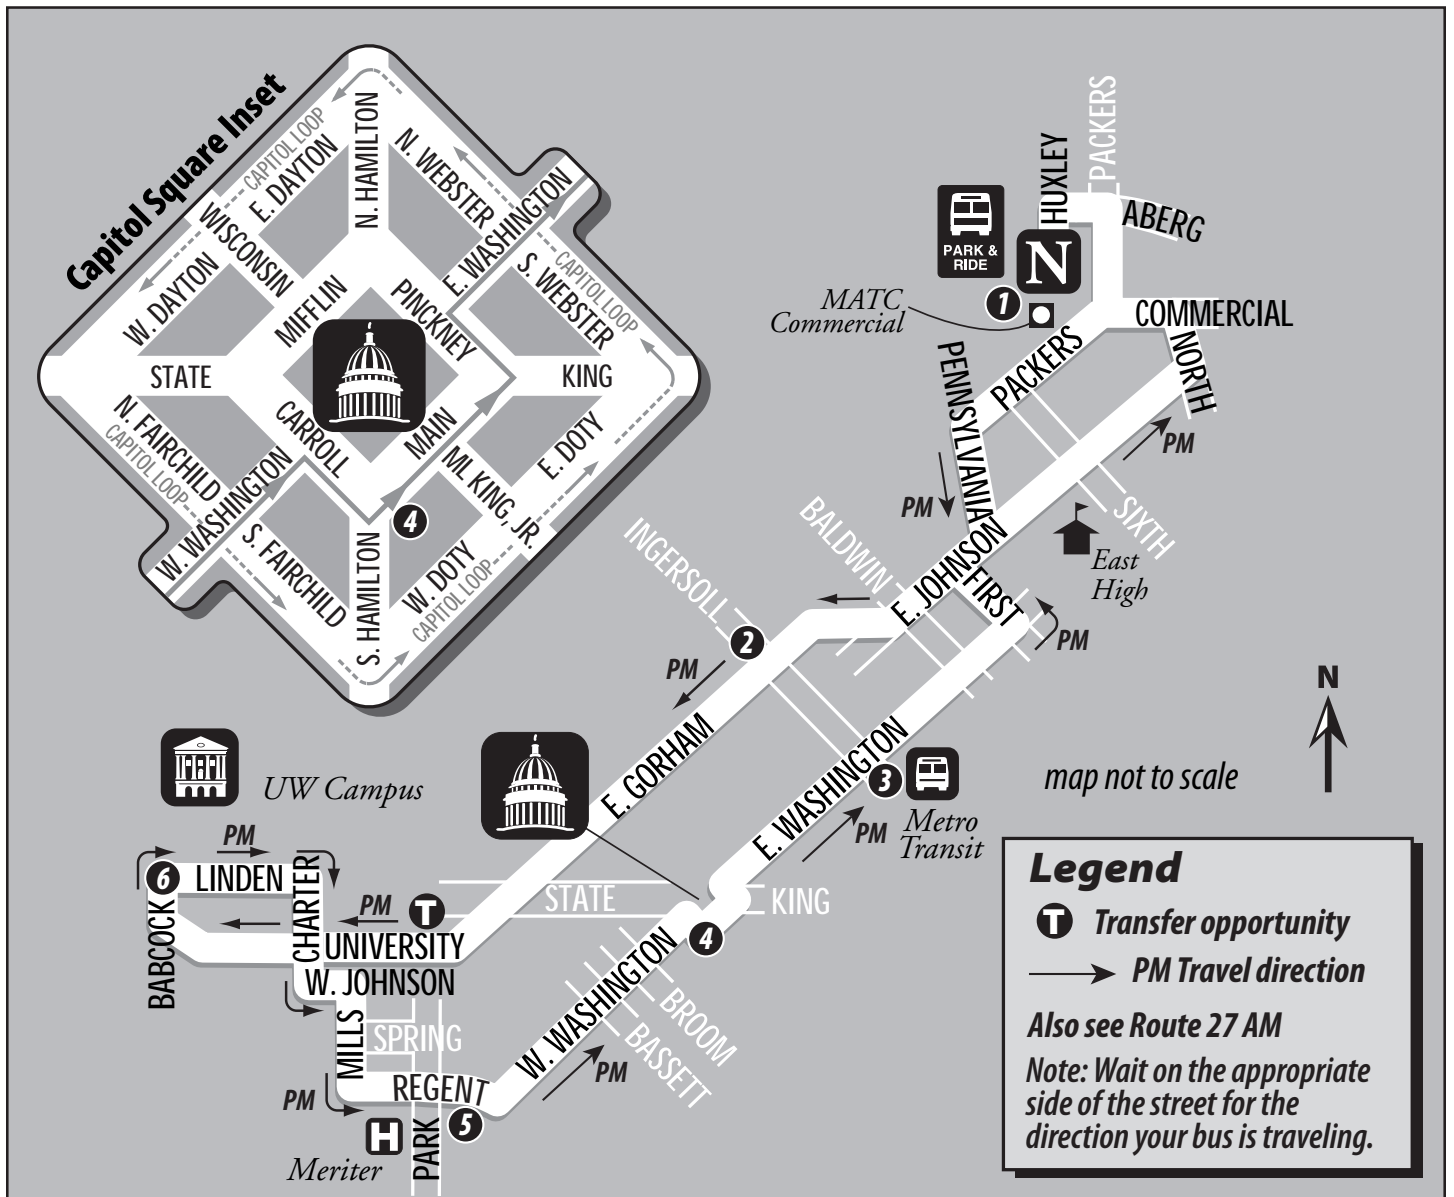 Capitol Square Inset
CAPITOL LOOP
E. DAYTON
N. HAMILTON
N. WEBSTER
E. WASHINGTON
WISCONSIN
W. DAYTON
MIFFLIN
PINCKNEY
S. WEBSTER
CAPITOL LOOP
STATE
KING
CARROLL
MAIN
N. FAIRCHILD
CAPITOL LOOP
W. WASHINGTON
S. FAIRCHILD
S. HAMILTON
4
ML KING, JR.
E. DOTY
W. DOTY
CAPITOL LOOP
PACKERS
HUXLEY
ABERG
PARK &
RIDE
N
1
MATC
Commercial
COMMERCIAL
NORTH
PACKERS
PENNSYLVANIA
PM
PM
SIXTH
East
High
BALDWIN
INGERSOLL
E. JOHNSON
FIRST
PM
2
PM
E. GORHAM
E. WASHINGTON
3
PM
Metro
Transit
N
map not to scale
UW Campus
PM
6
LINDEN
CHARTER
PM
T
STATE
KING
4
BABCOCK
UNIVERSITY
W. JOHNSON
MILLS
SPRING
W. WASHINGTON
BROOM
BASSETT
PM
PM
REGENT
5
H
PARK
Meriter
Legend
T Transfer opportunity
PM Travel direction
Also see Route 27 AM
Note: Wait on the appropriate
side of the street for the
direction your bus is traveling.